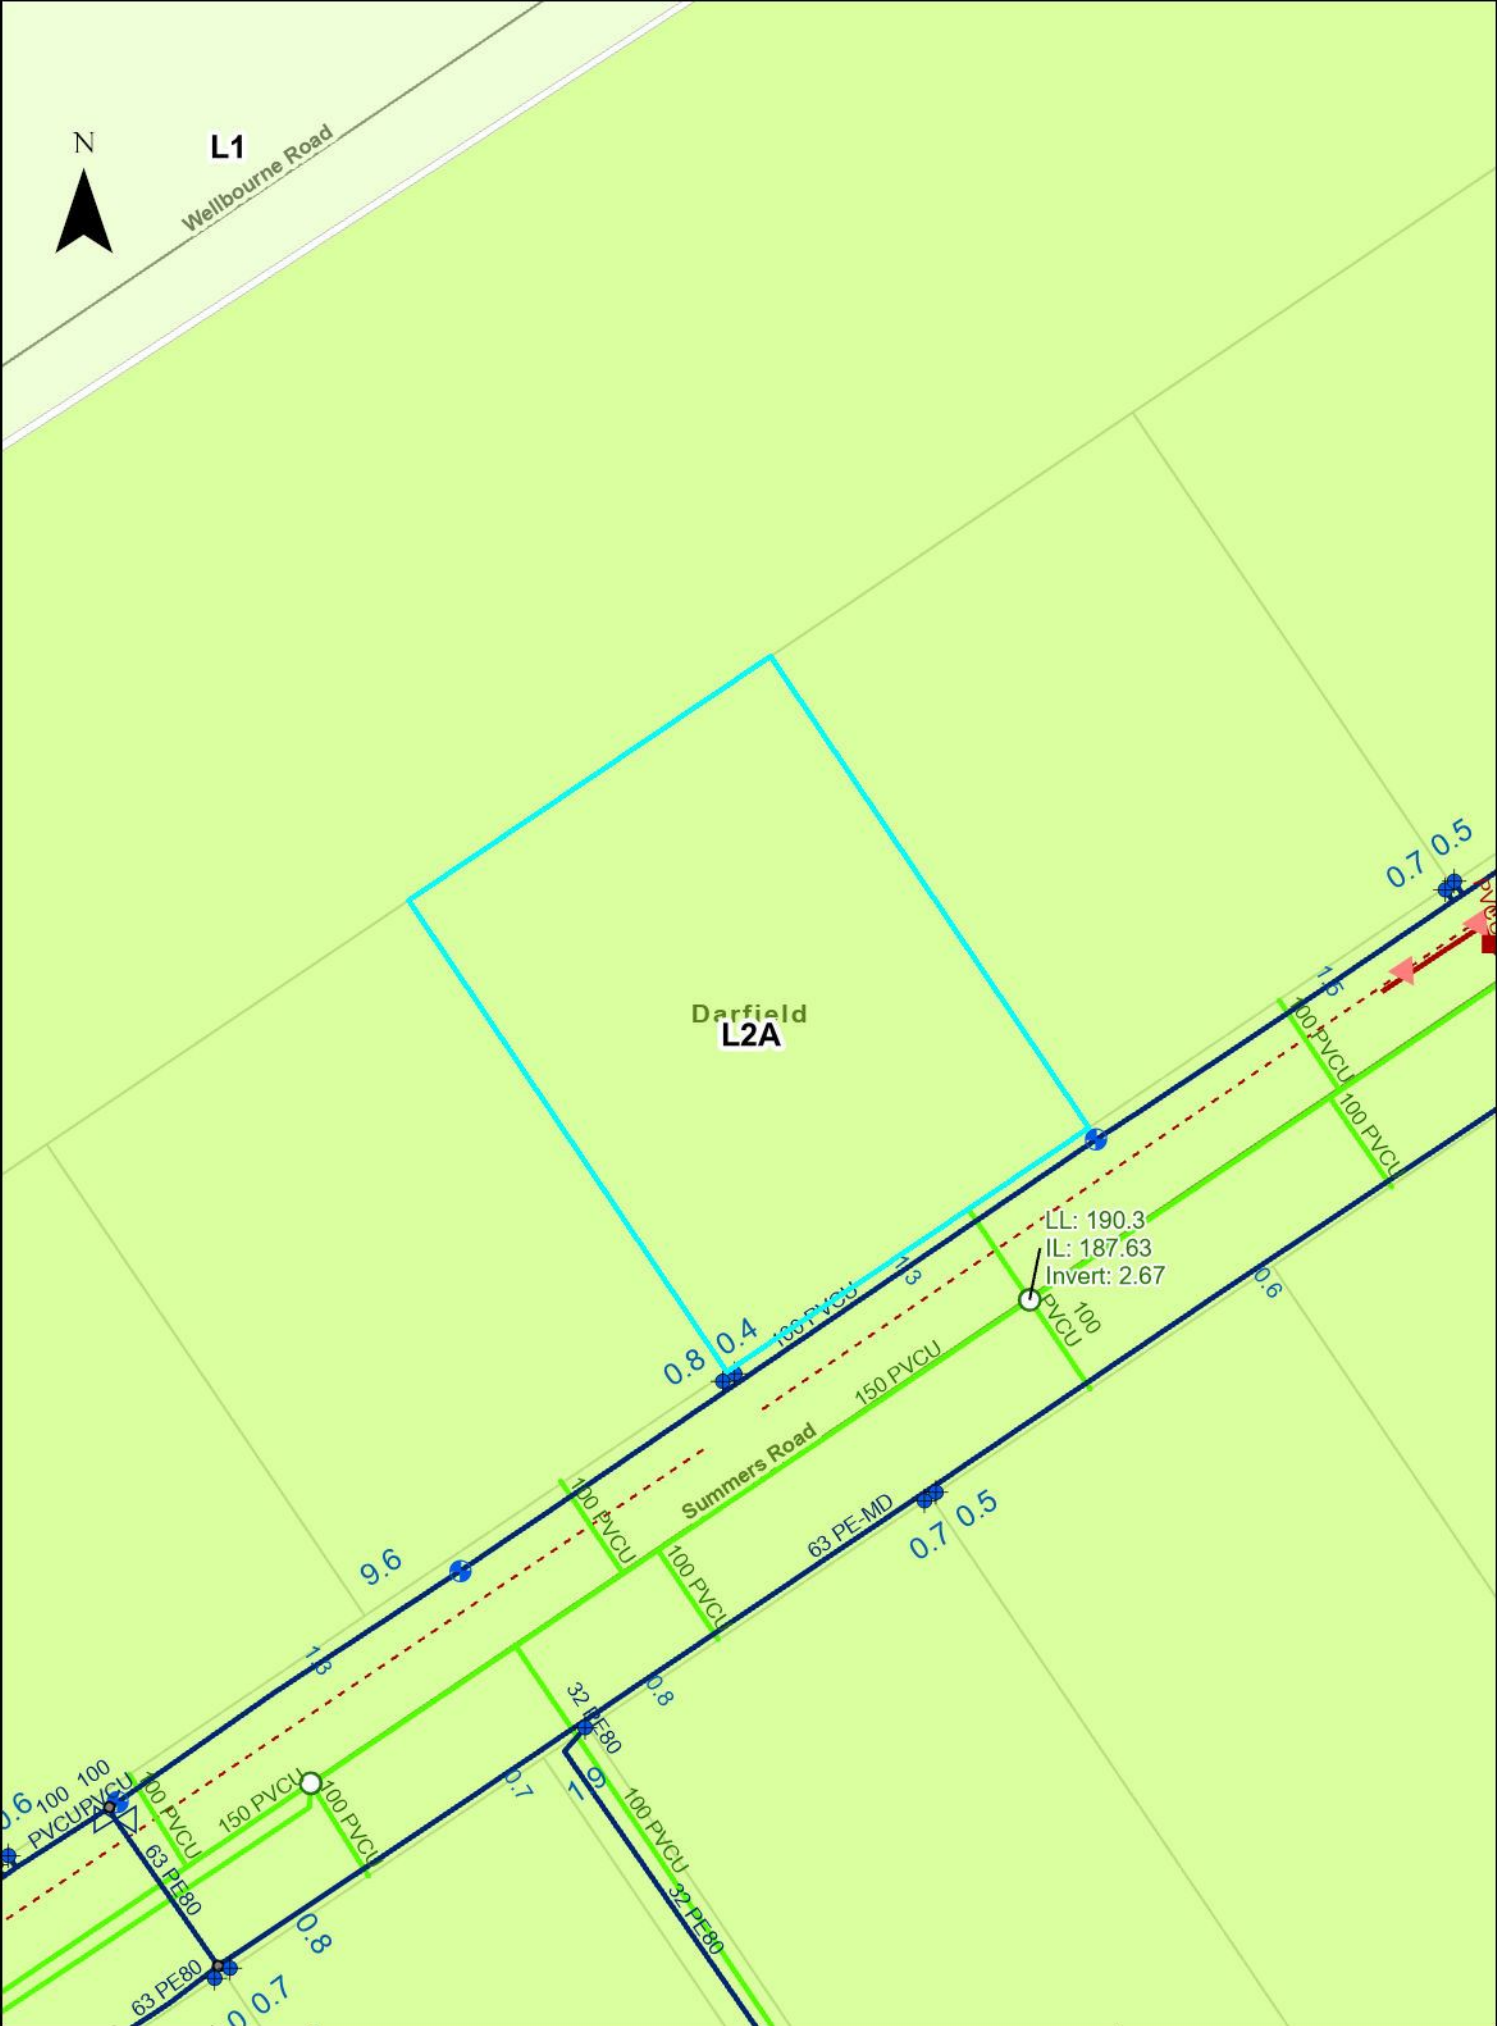 N
L1
Wellbourne Road
0.7 0.5
1.5
100 PVCU
100 PVCU
Darfield
L2A
LL: 190.3
IL: 187.63
Invert: 2.67
1.3
100 PVCU
0.8 0.4
100
PVCU
0.6
150 PVCU
Summers Road
100 PVCU
63 PE-MD
0.7 0.5
100 PVCU
9.6
1.3
0.8
32 PE80
0.7
100 PVCU
32 PE80
100 100
PVCU PVCU
100 PVCU
150 PVCU
100 PVCU
63 PE80
0.8
63 PE80
0.7